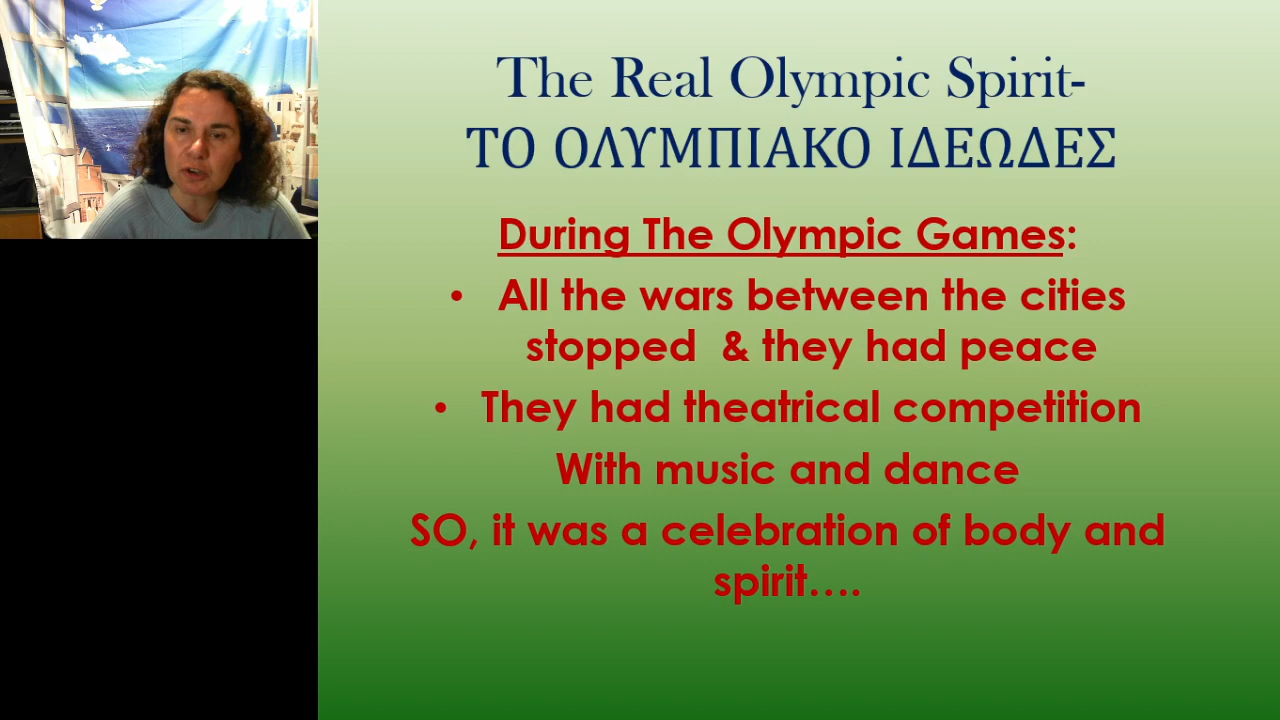 The Real Olympic Spirit-
ΤΟ ΟΛΥΜΠΙΑΚΟ ΙΔΕΩΔΕΣ
During The Olympic Games:
• All the wars between the cities
stopped & they had peace
• They had theatrical competition
With music and dance
SO, it was a celebration of body and
spirit….